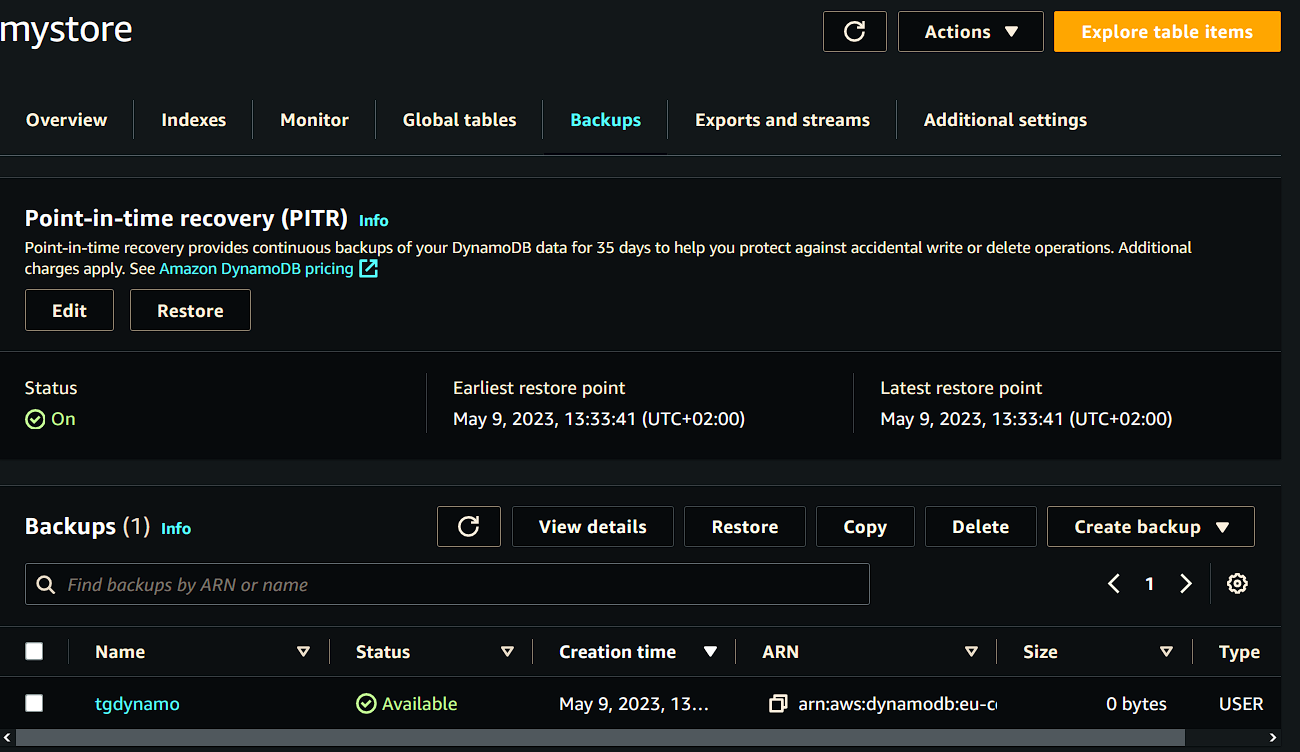 mystore
Actions
Explore table items
Overview
Indexes
Monitor
Global tables
Backups
Exports and streams
Additional settings
Point-in-time recovery (PITR) Info
Point-in-time recovery provides continuous backups of your DynamoDB data for 35 days to help you protect against accidental write or delete operations. Additional
charges apply. See Amazon DynamoDB pricing
Edit
Restore
Status
On
Earliest restore point
May 9, 2023, 13:33:41 (UTC+02:00)
Latest restore point
May 9, 2023, 13:33:41 (UTC+02:00)
Backups (1) Info
View details
Restore
Copy
Delete
Create backup
Find backups by ARN or name
1
Name
Status
Creation time
ARN
Size
Type
tgdynamo
Available
May 9, 2023, 13...
arn:aws:dynamodb:eu-c
0 bytes
USER